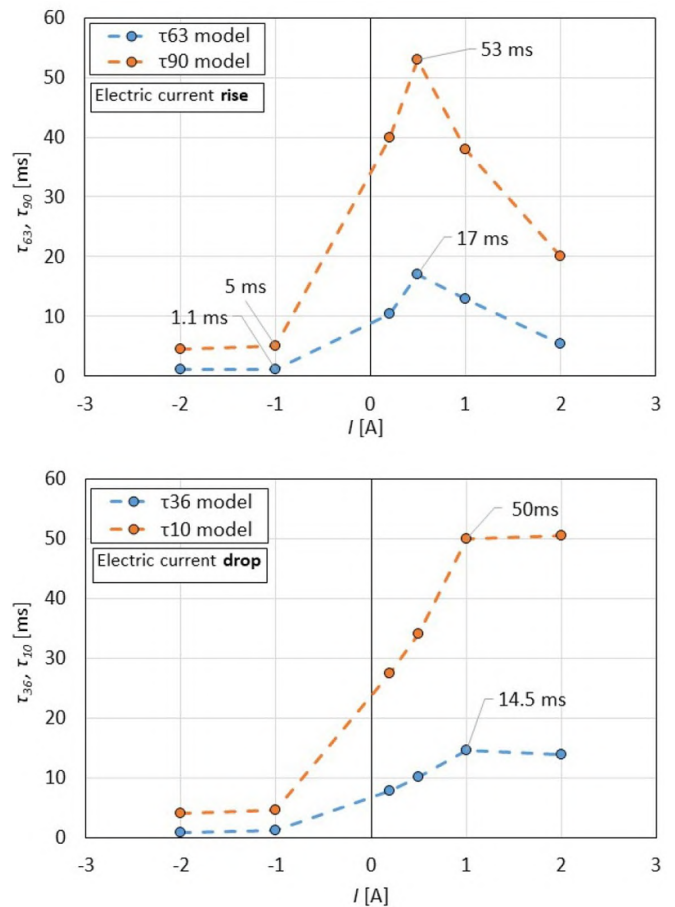 60
50
40
30
20
10
0
τ63 model
τ90 model
Electric current rise
53 ms
17 ms
5 ms
1.1 ms
-3 -2 -1 0 1 2 3
τ63, τ90 [ms]
I [A]
60
50
40
30
20
10
0
τ36 model
τ10 model
Electric current drop
50ms
14.5 ms
-3 -2 -1 0 1 2 3
τ36, τ10 [ms]
I [A]